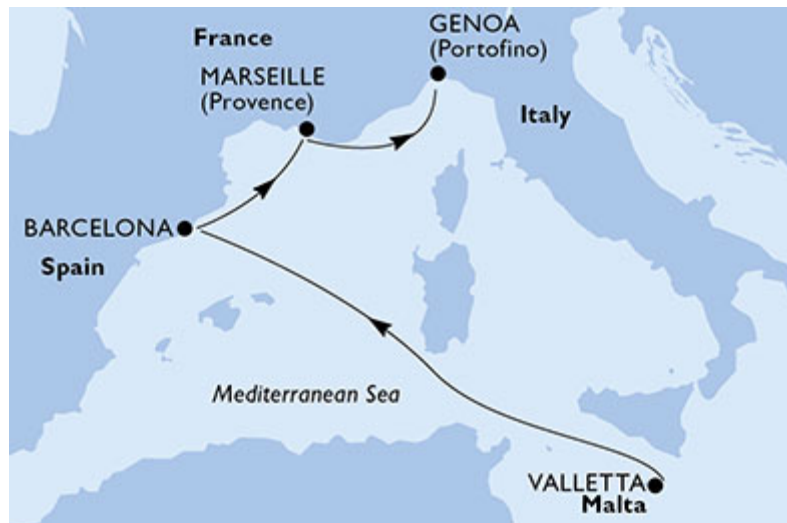 GENOA
(Portofino)
France
MARSEILLE
(Provence)
Italy
BARCELONA
Spain
Mediterranean Sea
VALLETTA
Malta